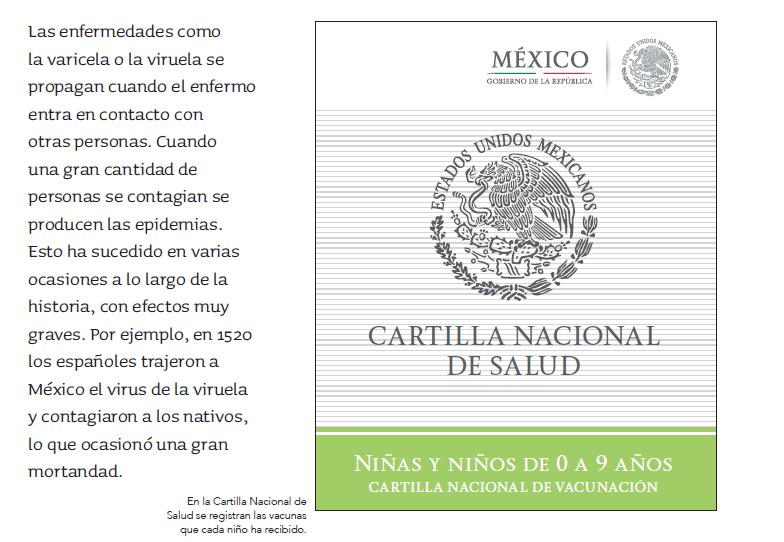 Las enfermedades como
la varicela o la viruela se
propagan cuando el enfermo
entra en contacto con
otras personas. Cuando
una gran cantidad de
personas se contagian se
producen las epidemias.
Esto ha sucedido en varias
ocasiones a lo largo de la
historia, con efectos muy
graves. Por ejemplo, en 1520
los españoles trajeron a
México el virus de la viruela
y contagiaron a los nativos,
lo que ocasionó una gran
mortandad.
En la Cartilla Nacional de
Salud se registran las vacunas
que cada niño ha recibido.
MÉXICO
GOBIERNO DE LA REPÚBLICA
ESTADOS UNIDOS MEXICANOS
ESTADOS UNIDOS MEXICANOS
CARTILLA NACIONAL
DE SALUD
NIÑAS Y NIÑOS DE 0 A 9 AÑOS
CARTILLA NACIONAL DE VACUNACIÓN